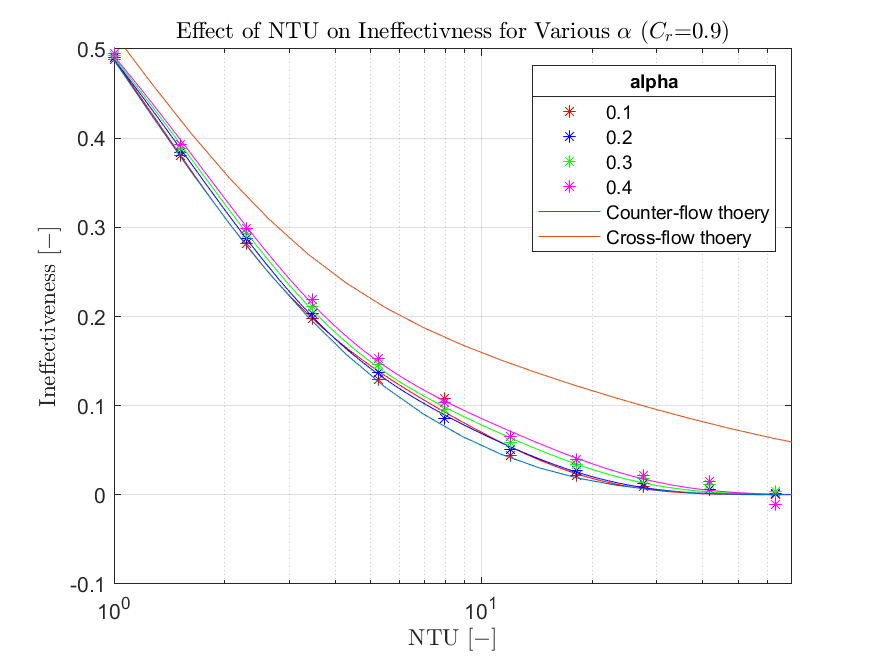 Effect of NTU on Ineffectivness for Various α (C_r=0.9)
0.5
0.4
0.3
0.2
0.1
0
-0.1
Ineffectiveness [−]
alpha
0.1
0.2
0.3
0.4
Counter-flow thoery
Cross-flow thoery
10^0
10^1
NTU [−]